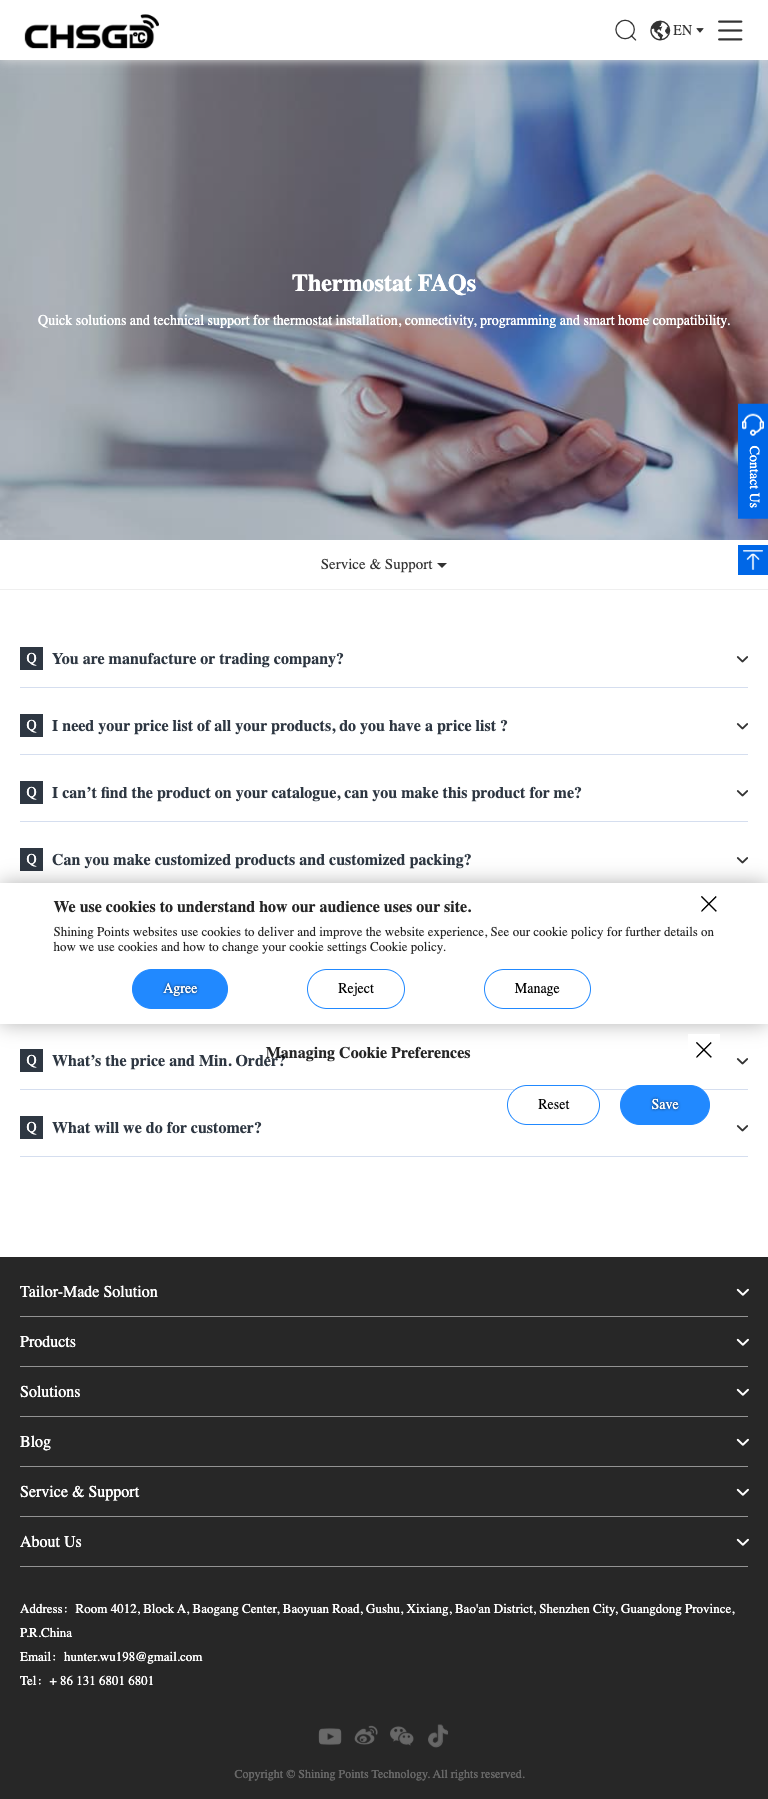 CHSGD °C
EN
Thermostat FAQs
Quick solutions and technical support for thermostat installation, connectivity, programming and smart home compatibility.
Contact Us
Service & Support
Q You are manufacture or trading company?
Q I need your price list of all your products, do you have a price list ?
Q I can’t find the product on your catalogue, can you make this product for me?
Q Can you make customized products and customized packing?
We use cookies to understand how our audience uses our site.
Shining Points websites use cookies to deliver and improve the website experience, See our cookie policy for further details on
how we use cookies and how to change your cookie settings Cookie policy.
Agree Reject Manage
Managing Cookie Preferences
Q What’s the price and Min. Order?
Reset Save
Q What will we do for customer?
Tailor-Made Solution
Products
Solutions
Blog
Service & Support
About Us
Address：Room 4012, Block A, Baogang Center, Baoyuan Road, Gushu, Xixiang, Bao'an District, Shenzhen City, Guangdong Province,
P.R.China
Email：hunter.wu198@gmail.com
Tel：+ 86 131 6801 6801
Copyright © Shining Points Technology. All rights reserved.